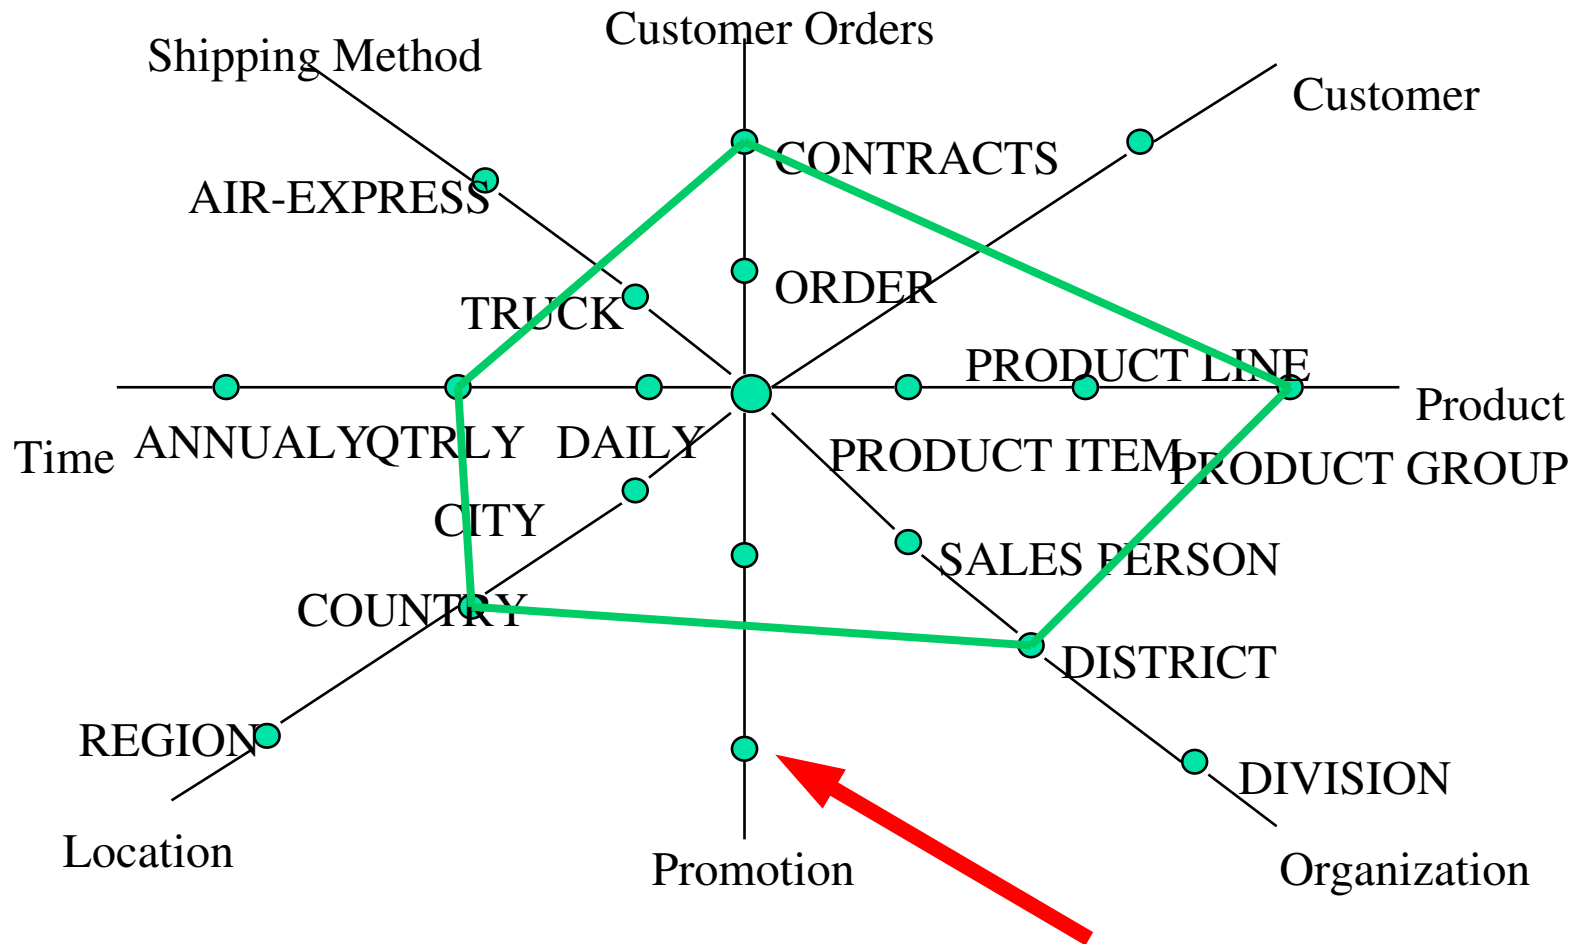 Customer Orders
Shipping Method
Customer
CONTRACTS
AIR-EXPRESS
ORDER
TRUCK
PRODUCT LINE
Product
Time
ANNUALY
QTRLY
DAILY
PRODUCT ITEM
PRODUCT GROUP
CITY
SALES PERSON
COUNTRY
DISTRICT
REGION
DIVISION
Location
Promotion
Organization